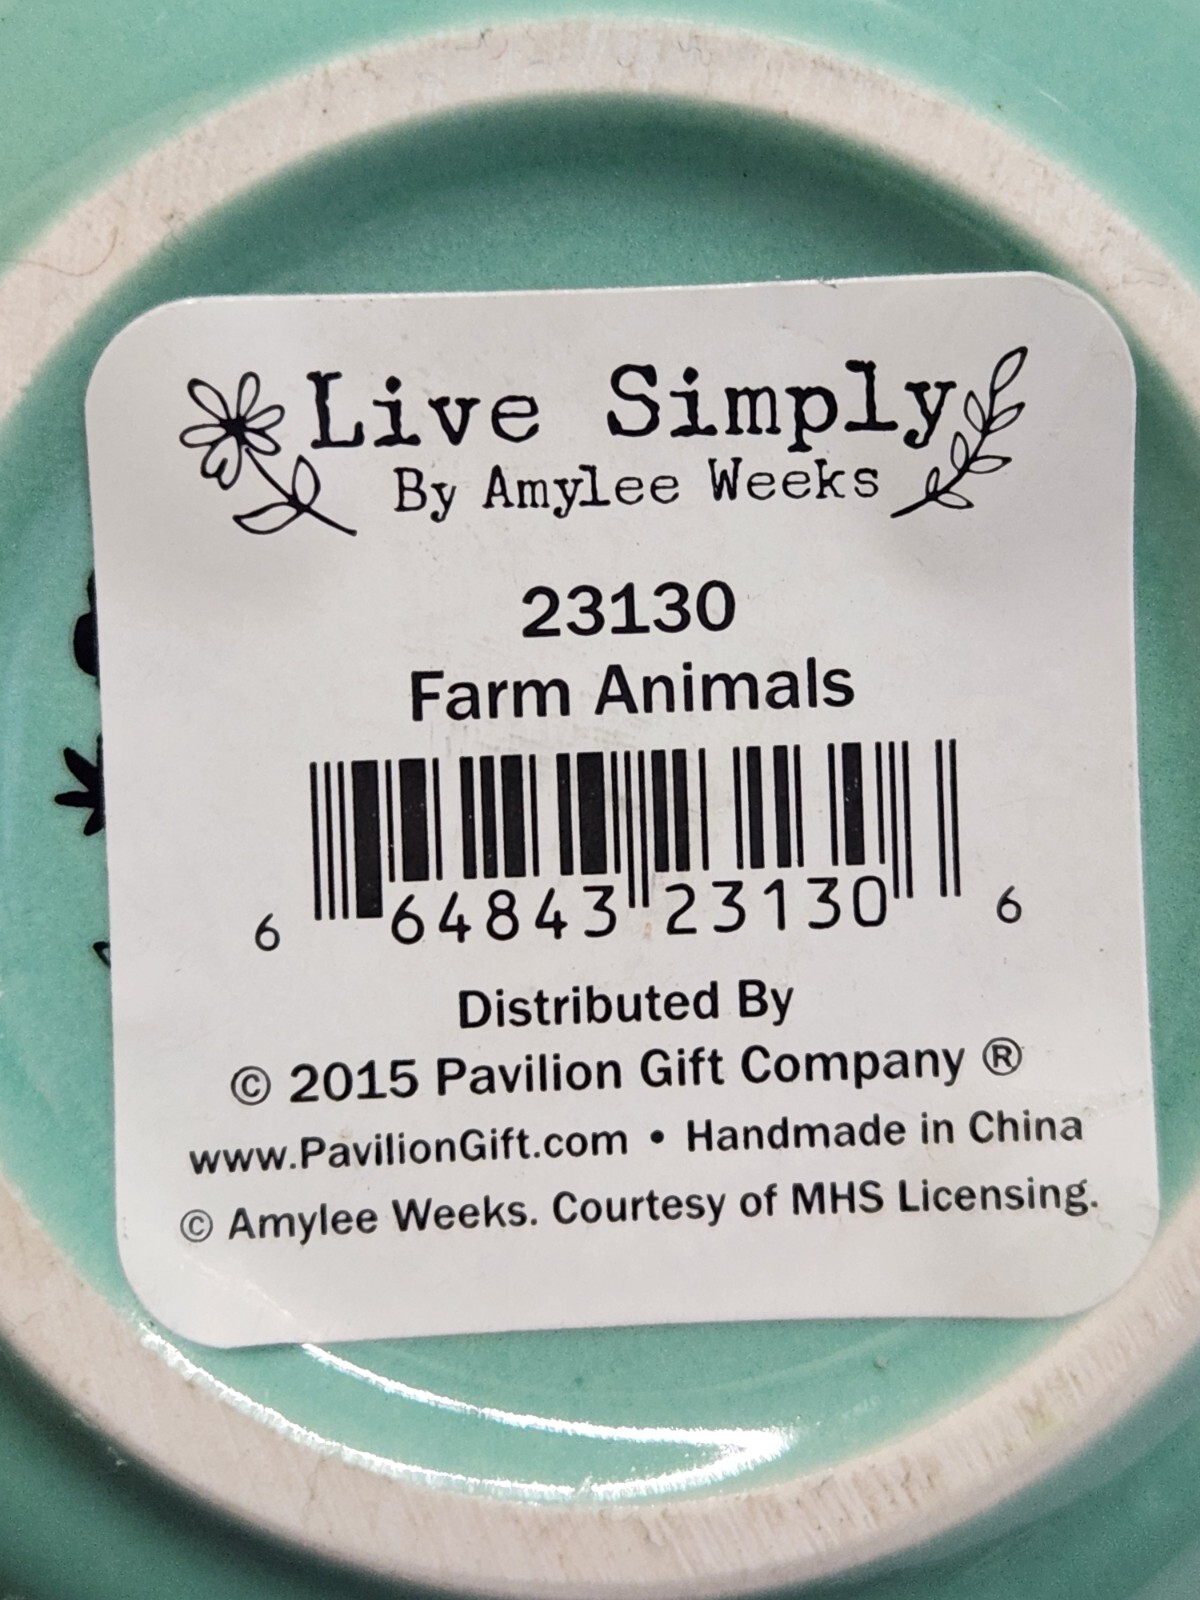 Live Simply
By Amylee Weeks
23130
Farm Animals
6 64843 23130 6
Distributed By
© 2015 Pavilion Gift Company ®
www.PavilionGift.com • Handmade in China
© Amylee Weeks. Courtesy of MHS Licensing.